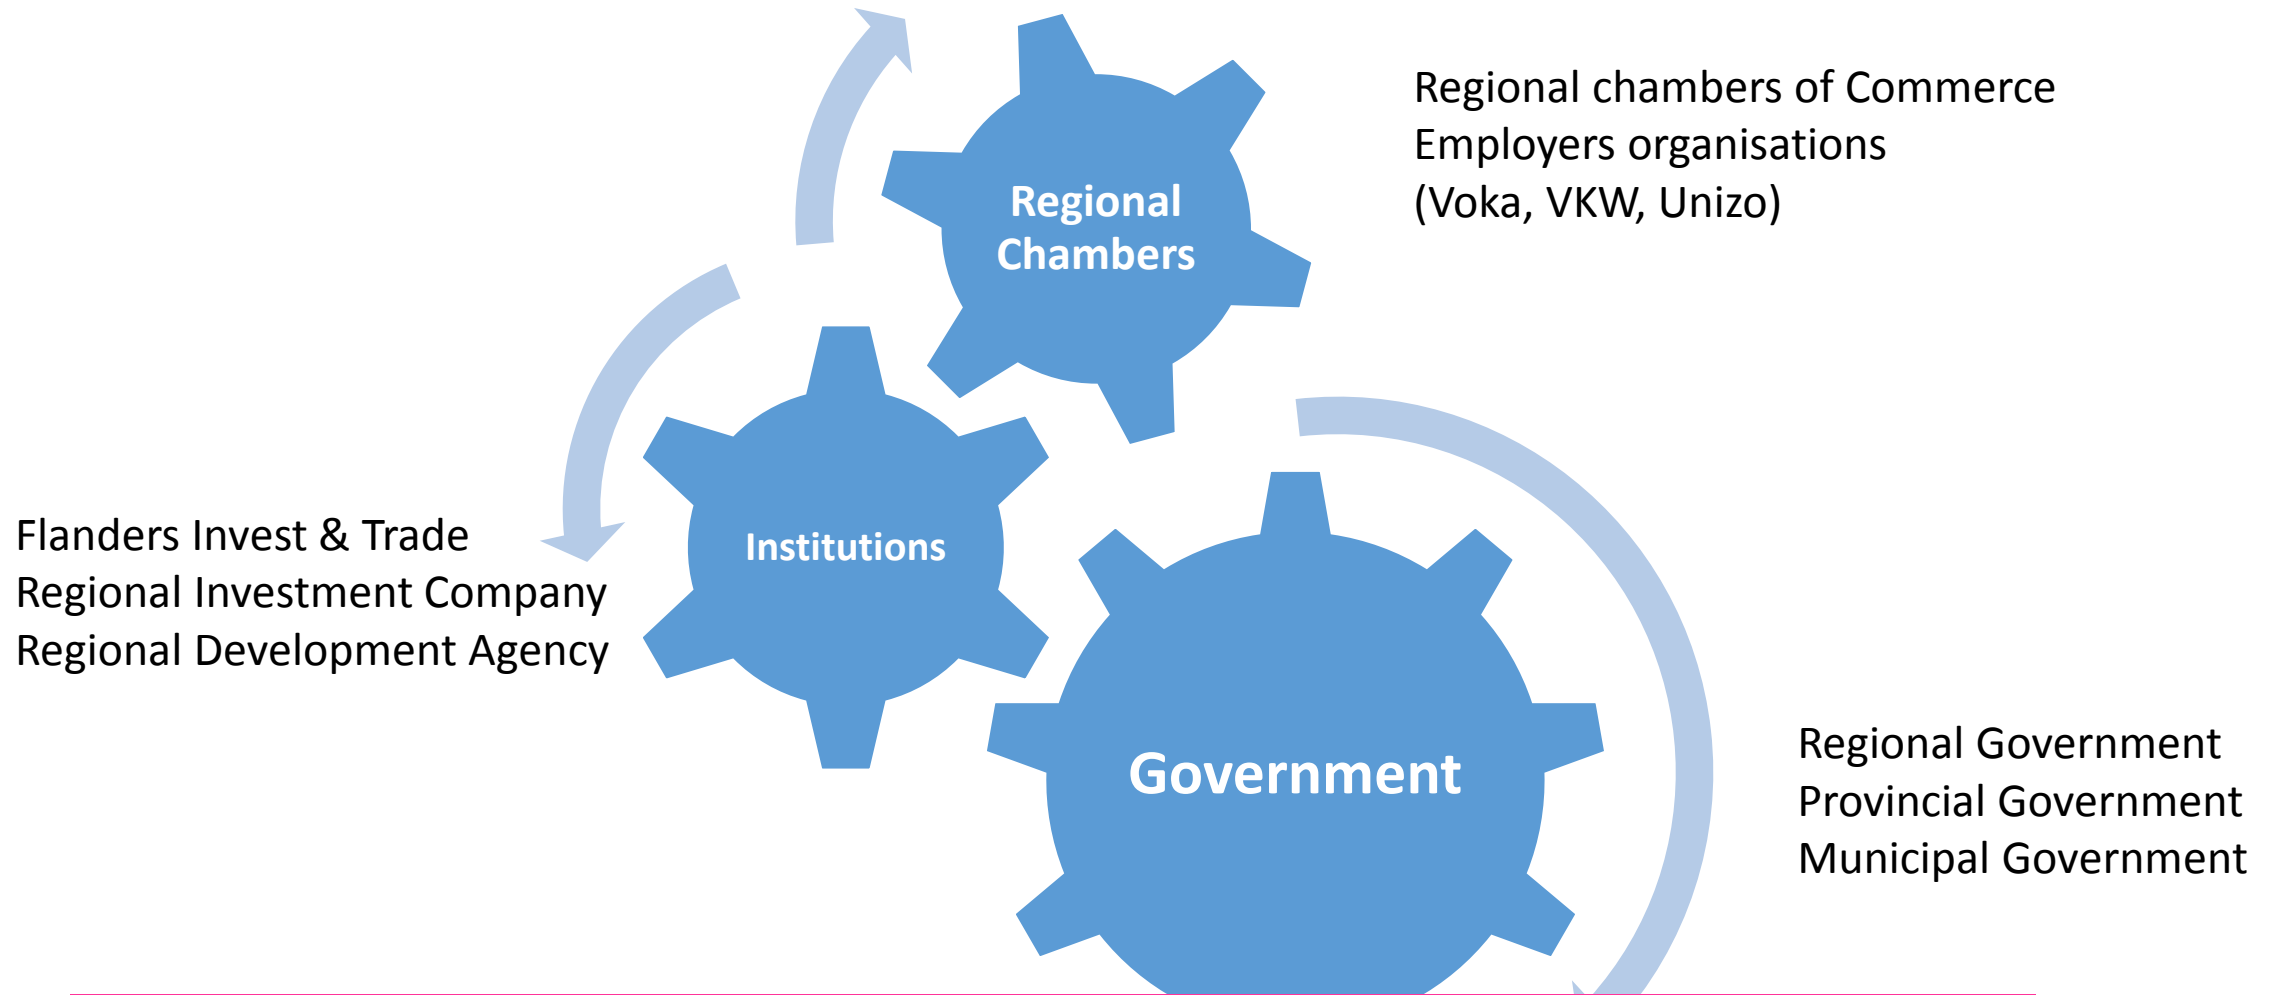 Regional chambers of Commerce
Employers organisations
(Voka, VKW, Unizo)
Regional
Chambers
Institutions
Flanders Invest & Trade
Regional Investment Company
Regional Development Agency
Government
Regional Government
Provincial Government
Municipal Government